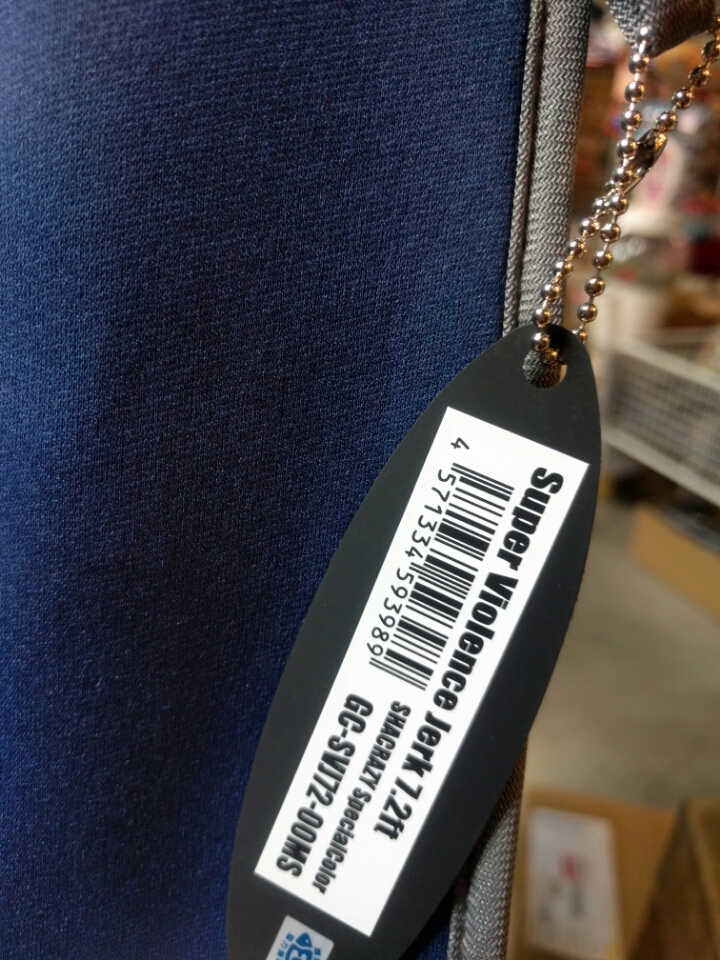 Super Violence Jerk 7.2ft
4 571334 593989
SHACRAZY SpecialColor
GC-SVJ72-00MS